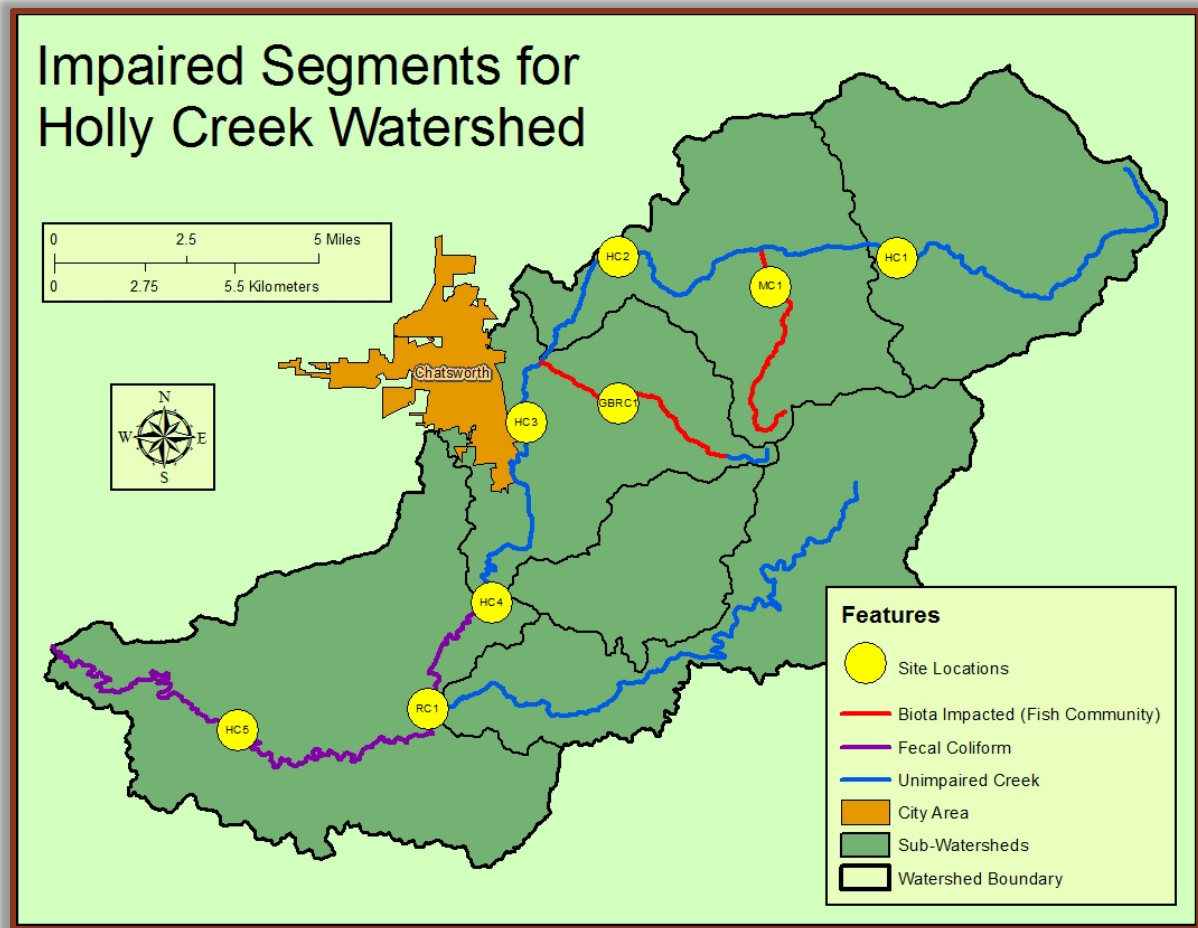 Impaired Segments for
Holly Creek Watershed
0 2.5 5 Miles
0 2.75 5.5 Kilometers
HC2
HC1
MC1
Chatsworth
GBRC1
HC3
N
W E
S
HC4
RC1
HC5
Features
Site Locations
Biota Impacted (Fish Community)
Fecal Coliform
Unimpaired Creek
City Area
Sub-Watersheds
Watershed Boundary